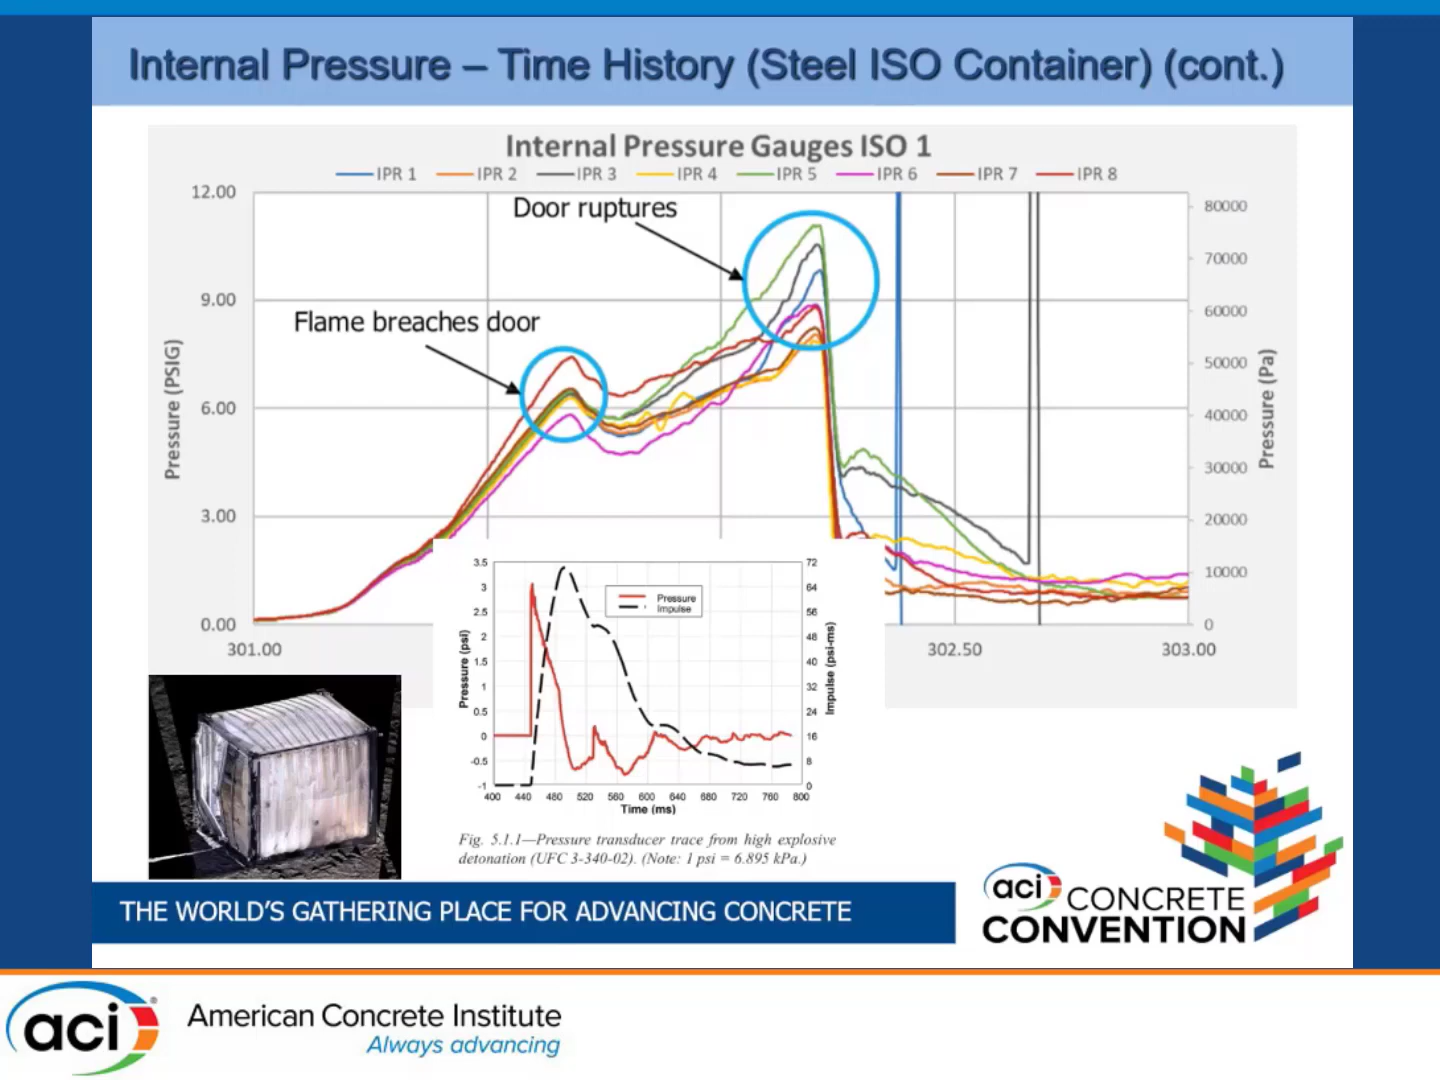 Internal Pressure – Time History (Steel ISO Container) (cont.)
Internal Pressure Gauges ISO 1
IPR 1 IPR 2 IPR 3 IPR 4 IPR 5 IPR 6 IPR 7 IPR 8
Door ruptures
Flame breaches door
Pressure (PSIG)
12.00
9.00
6.00
3.00
0.00
301.00
302.50
303.00
80000
70000
60000
50000
40000
30000
20000
10000
0
Pressure (Pa)
Pressure
Impulse
Pressure (psi)
3.5
3
2.5
2
1.5
1
0.5
0
-0.5
-1
72
64
56
48
40
32
24
16
8
0
Impulse (psi-ms)
400 440 480 520 560 600 640 680 720 760 800
Time (ms)
Fig. 5.1.1—Pressure transducer trace from high explosive
detonation (UFC 3-340-02). (Note: 1 psi = 6.895 kPa.)
THE WORLD'S GATHERING PLACE FOR ADVANCING CONCRETE
aci CONCRETE
CONVENTION
aci
American Concrete Institute
Always advancing